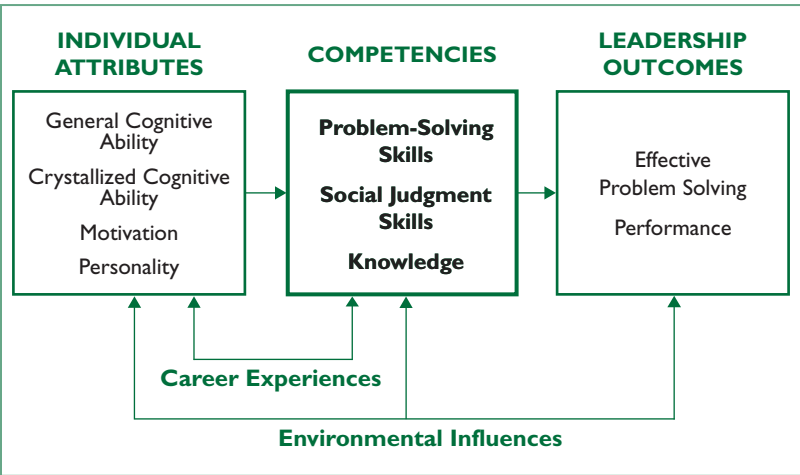 INDIVIDUAL
ATTRIBUTES
General Cognitive
Ability
Crystallized Cognitive
Ability
Motivation
Personality
COMPETENCIES
Problem-Solving
Skills
Social Judgment
Skills
Knowledge
LEADERSHIP
OUTCOMES
Effective
Problem Solving
Performance
Career Experiences
Environmental Influences